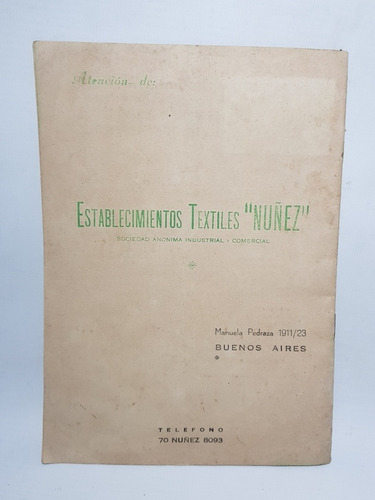 Atención de:
ESTABLECIMIENTOS TEXTILES "NUÑEZ"
SOCIEDAD ANONIMA INDUSTRIAL Y COMERCIAL
Manuela Pedraza 1911/23
BUENOS AIRES
TELEFONO
70 NUÑEZ 8093